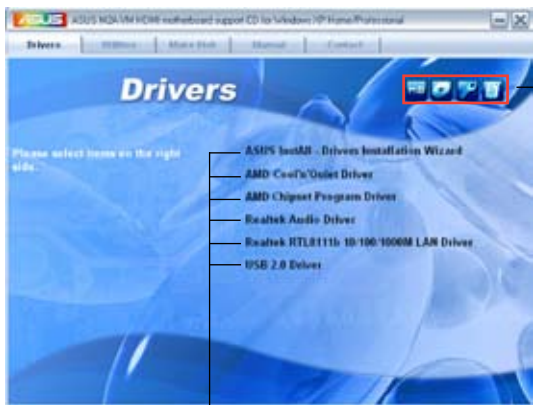 ASUS ASUS M2A-VM HDMI motherboard support CD for Windows XP Home/Professional
Drivers Utilities Make Disk Manual Contact
Drivers
Please select items on the right
side.
ASUS InstAll - Drivers Installation Wizard
AMD Cool'n'Quiet Driver
AMD Chipset Program Driver
Realtek Audio Driver
Realtek RTL8111b 10/100/1000M LAN Driver
USB 2.0 Driver